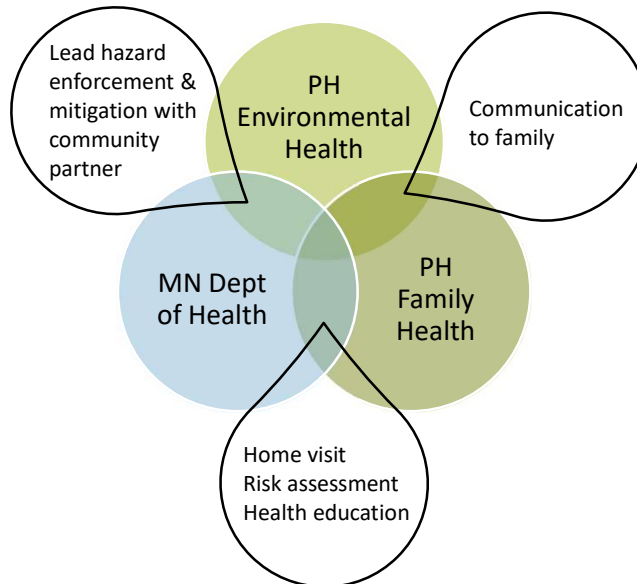 Lead hazard
enforcement &
mitigation with
community
partner
PH
Environmental
Health
Communication
to family
MN Dept
of Health
PH
Family
Health
Home visit
Risk assessment
Health education